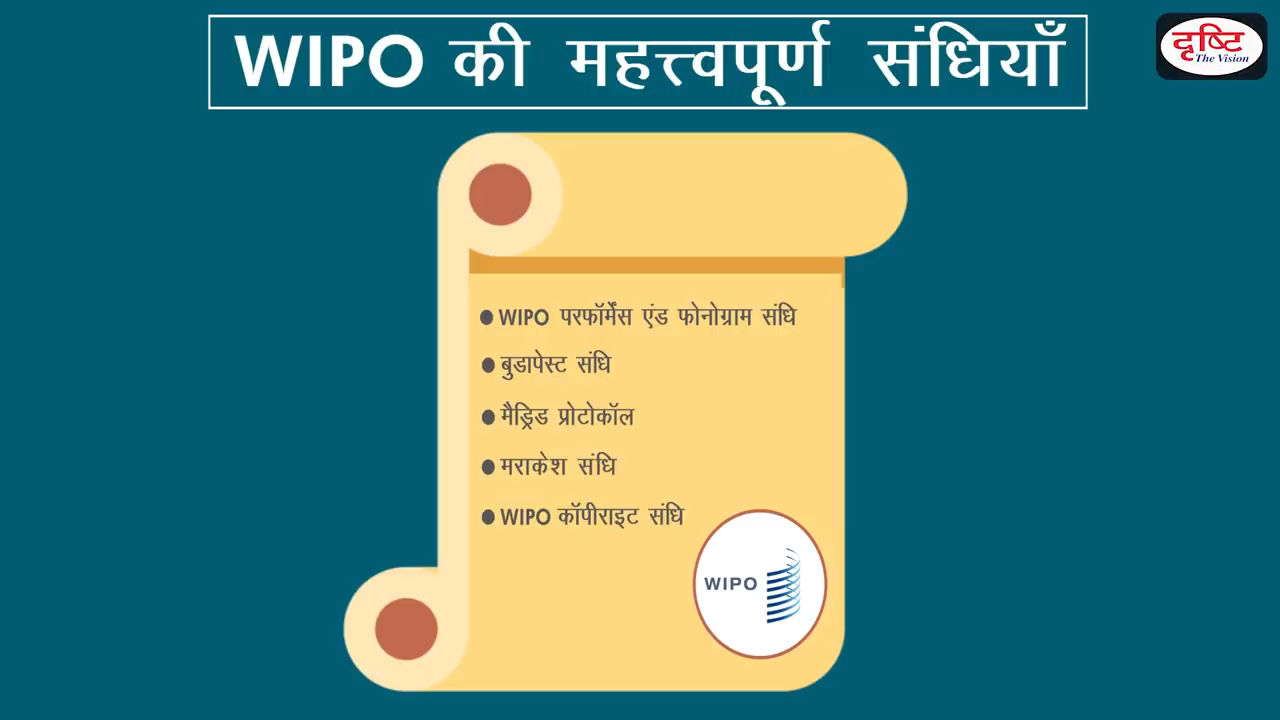 WIPO की महत्त्वपूर्ण संधियाँ
दृष्टि
The Vision
• WIPO परफॉर्मेंस एंड फोनोग्राम संधि
• बुडापेस्ट संधि
• मैड्रिड प्रोटोकॉल
• मराकेश संधि
• WIPO कॉपीराइट संधि
WIPO